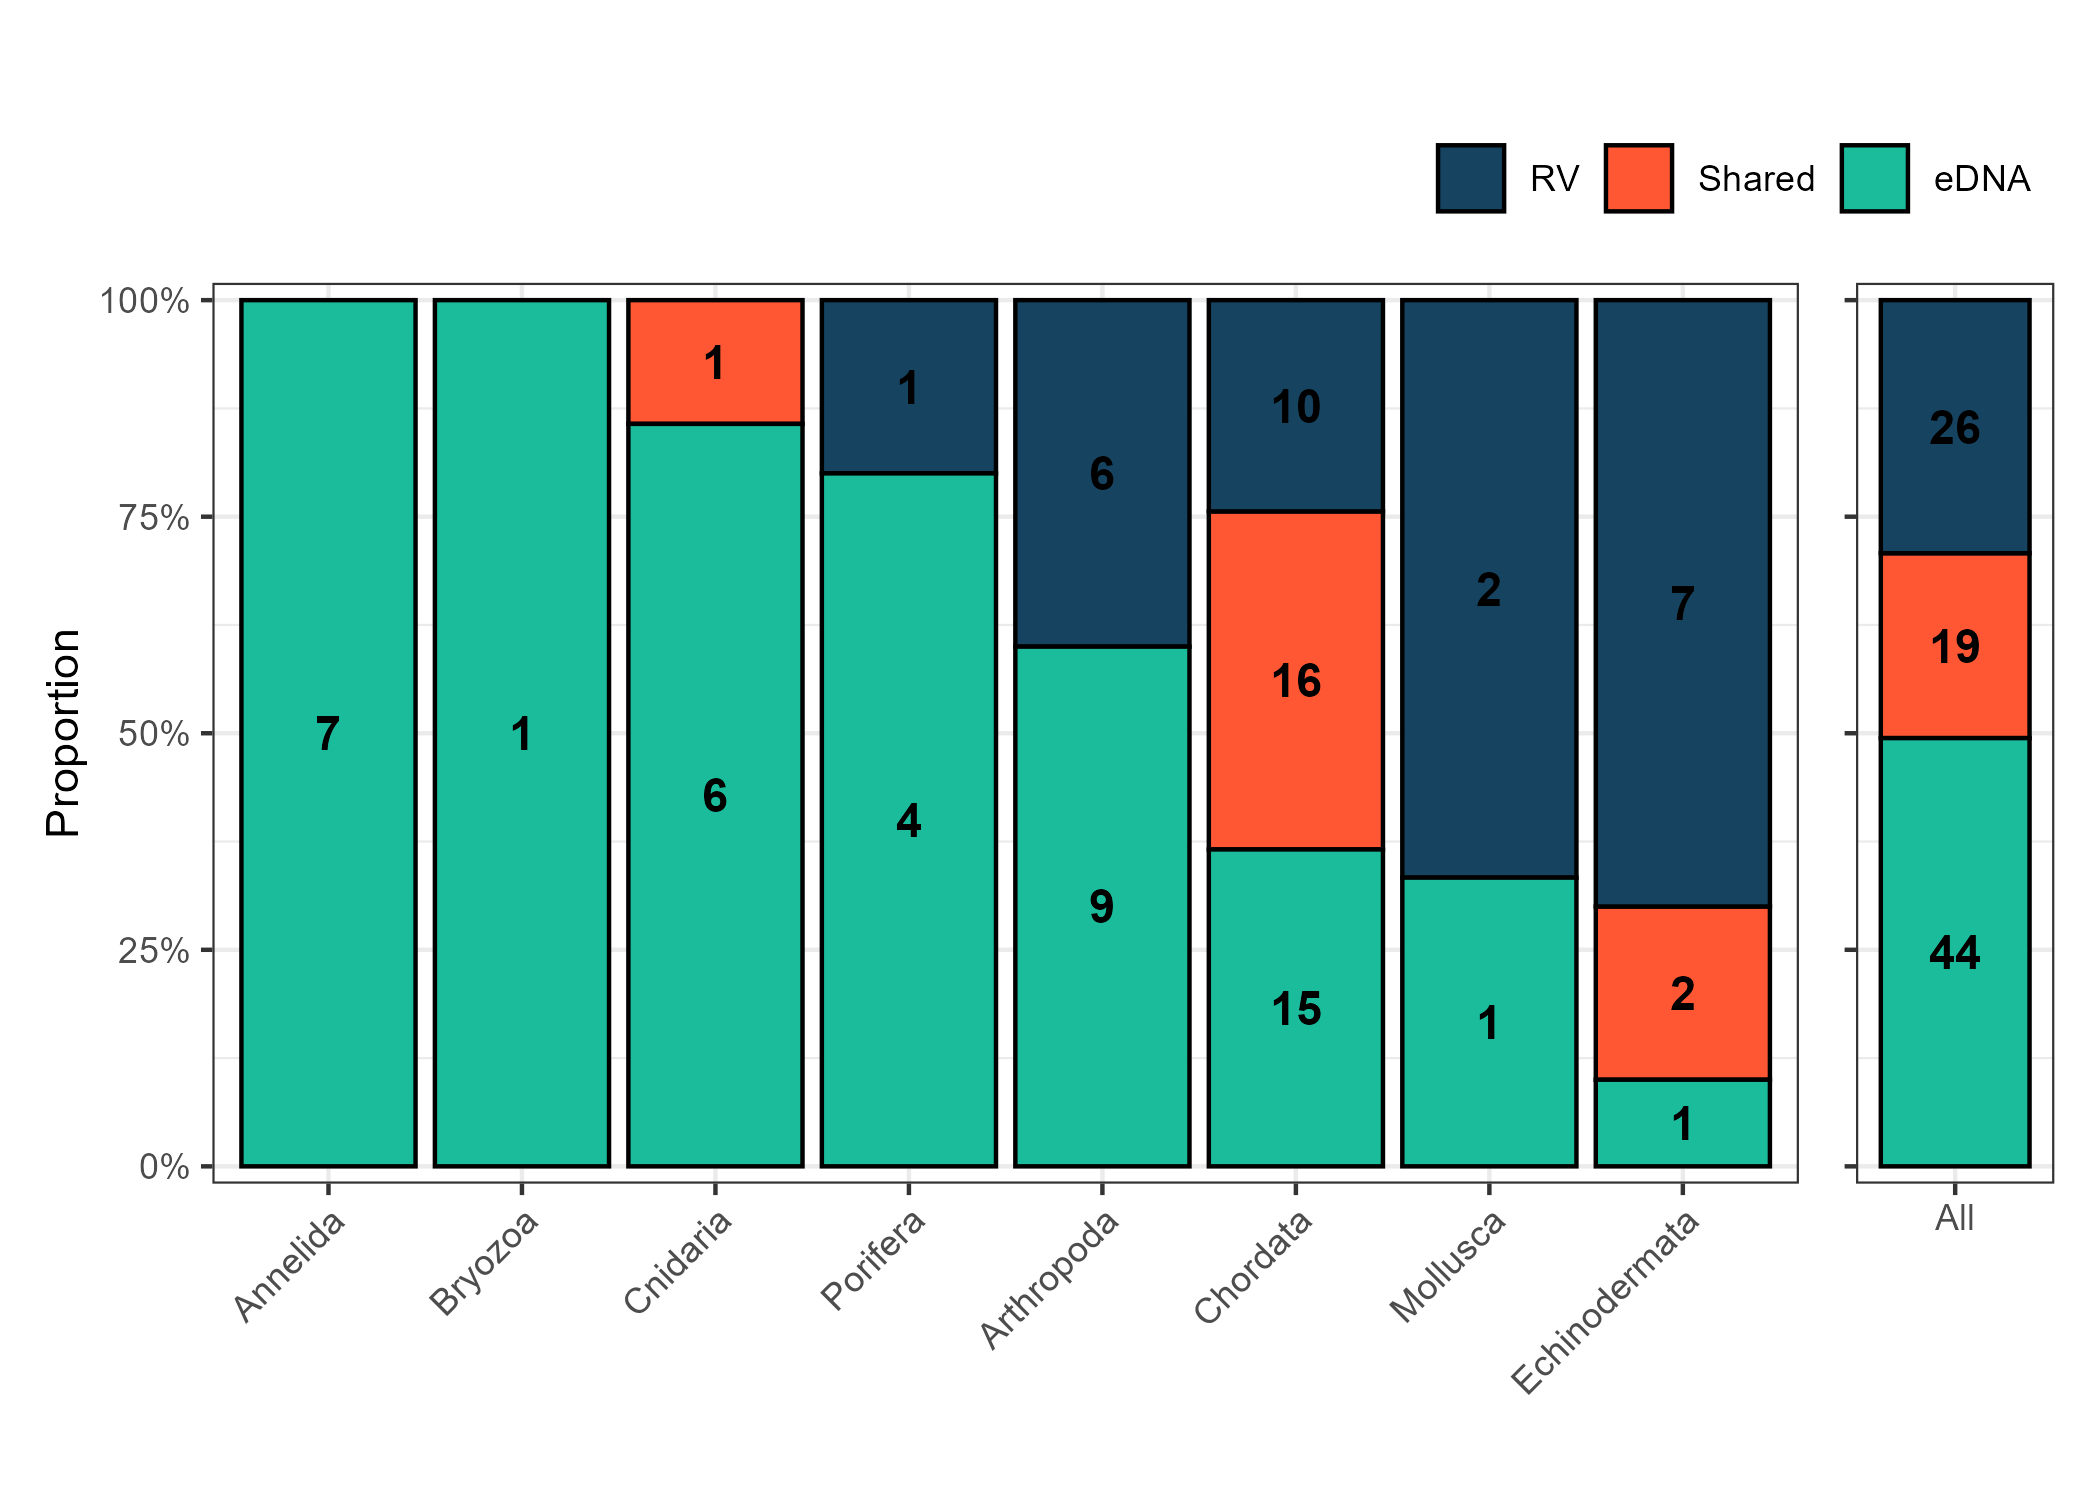 RV Shared eDNA
Proportion
100%
75%
50%
25%
0%
7
1
1
6
1
4
6
9
10
16
15
2
1
7
2
1
26
19
44
Annelida
Bryozoa
Cnidaria
Porifera
Arthropoda
Chordata
Mollusca
Echinodermata
All